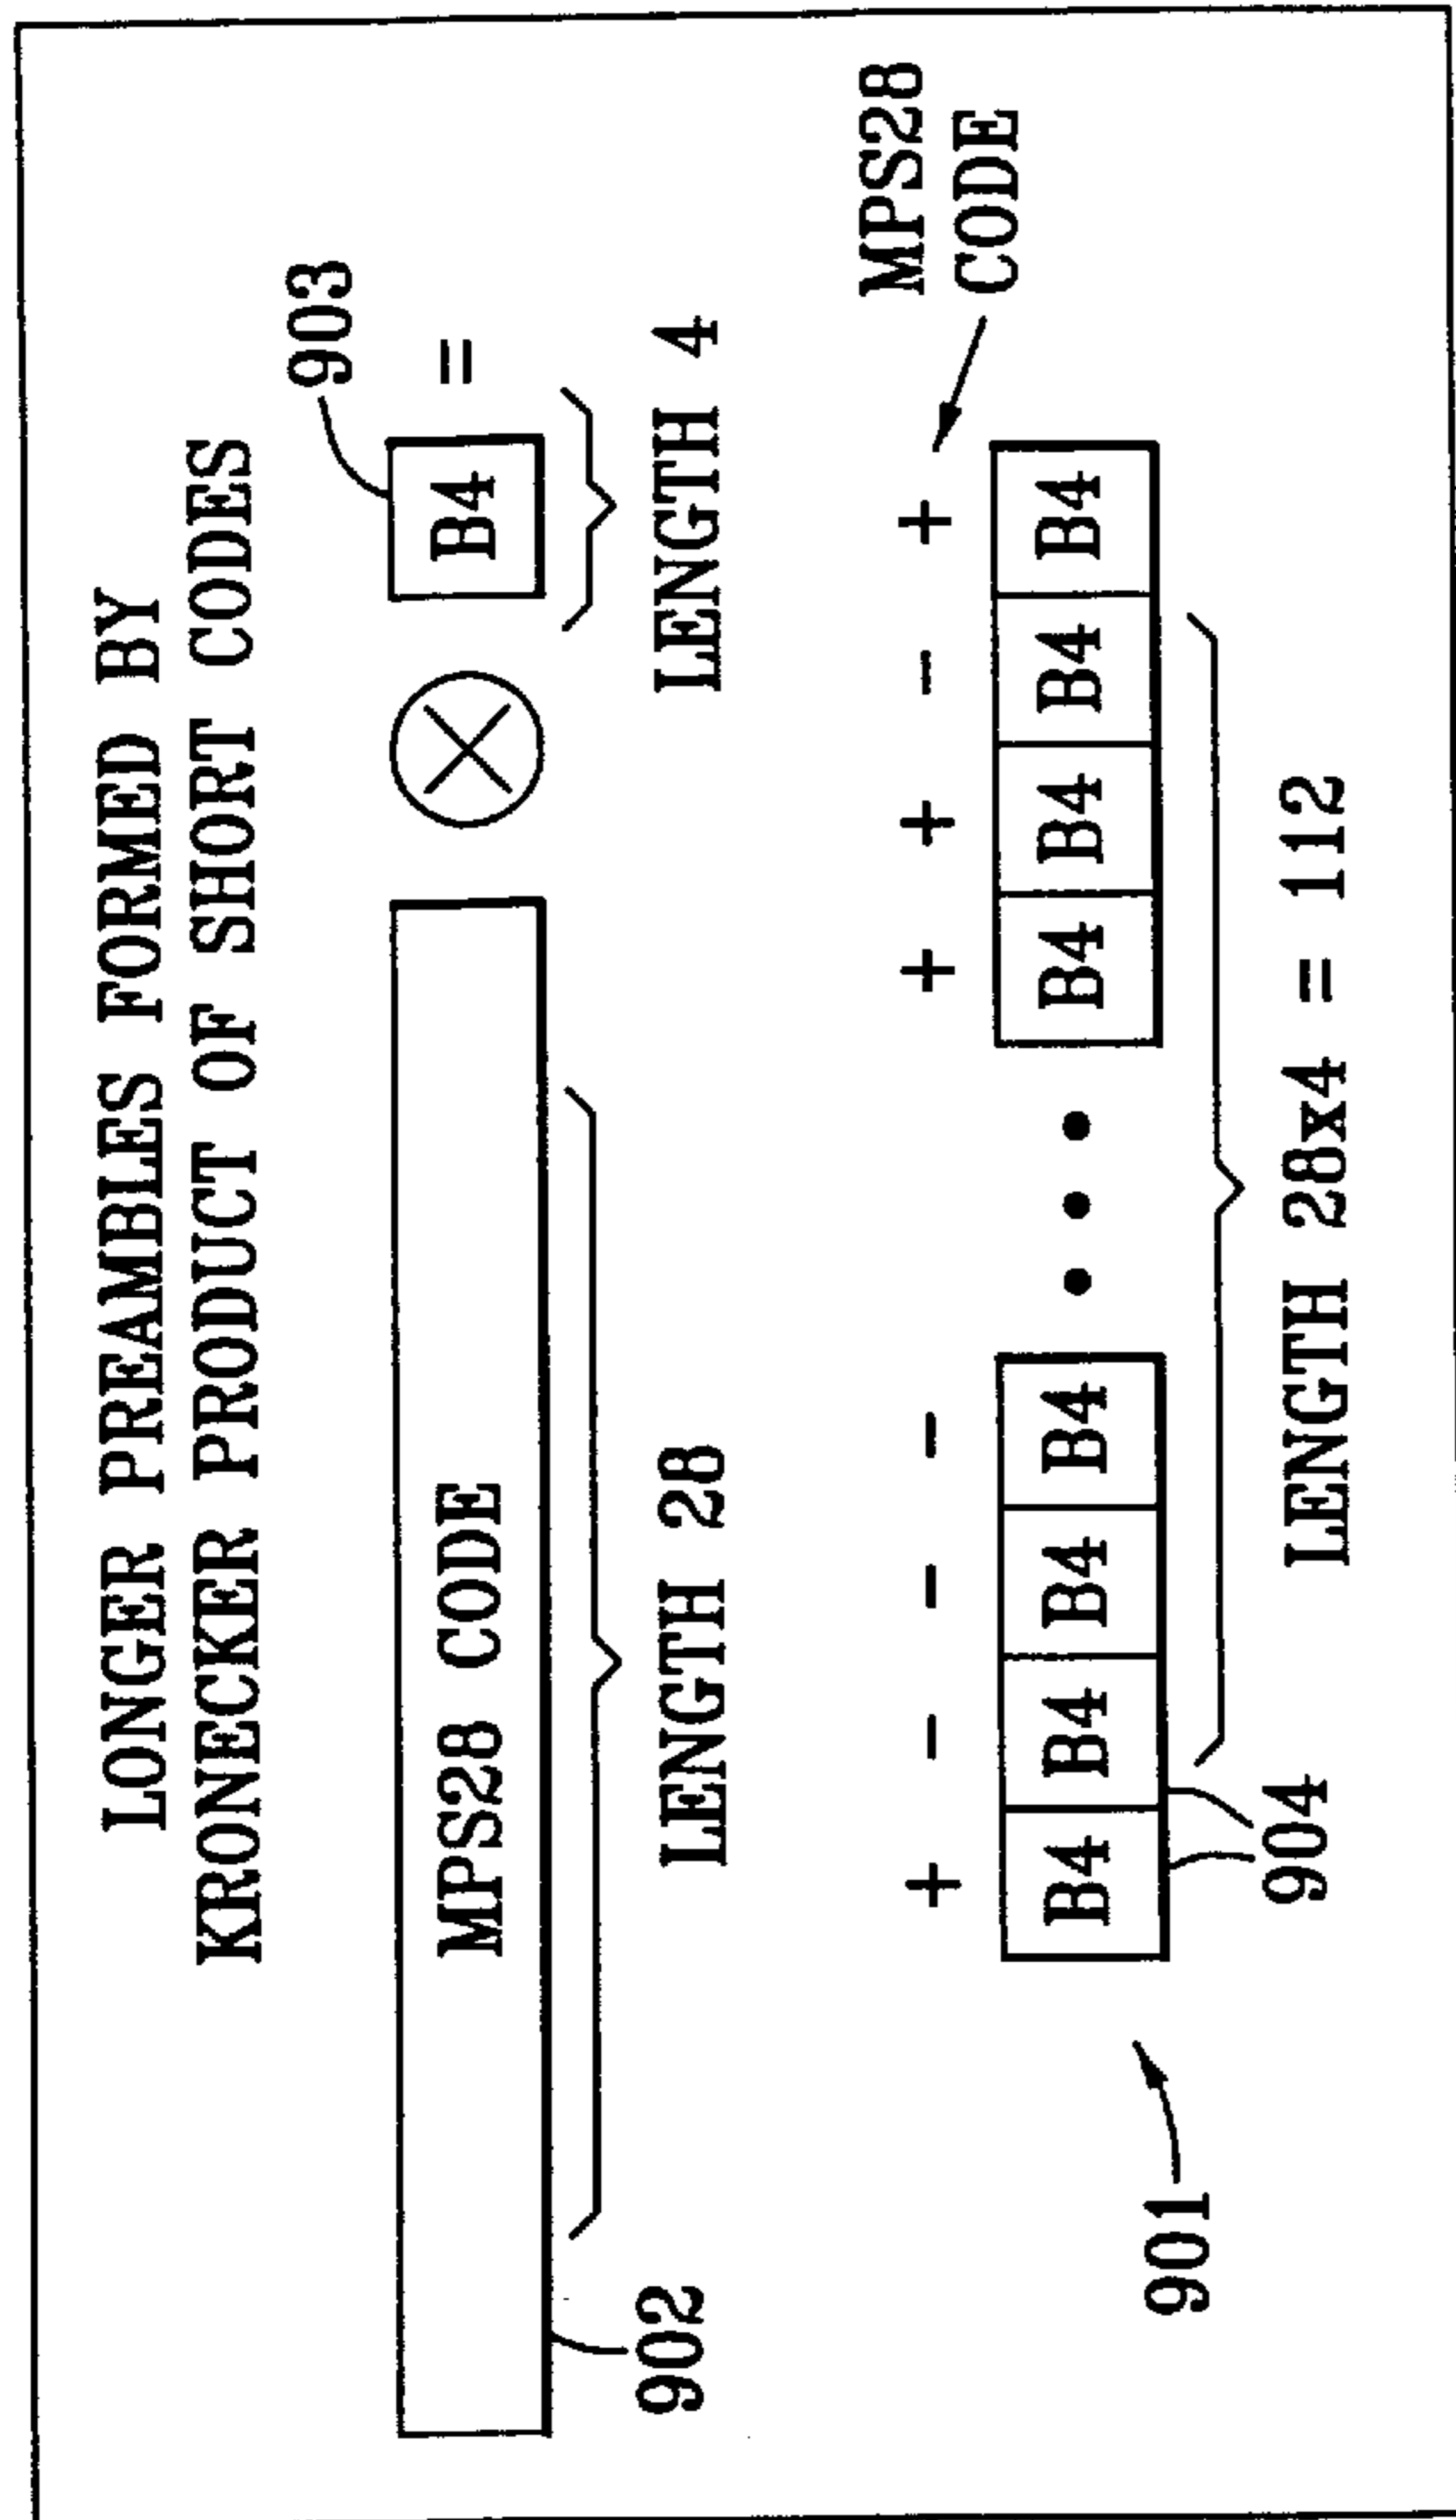 LONGER PREAMBLES FORMED BY
KRONECKER PRODUCT OF SHORT CODES
903
MPS28 CODE
B4
=
902
LENGTH 28
LENGTH 4
MPS28
CODE
+ - - - + + - +
B4 B4 B4 B4 B4 B4 B4 B4
901
904
LENGTH 28x4 = 112